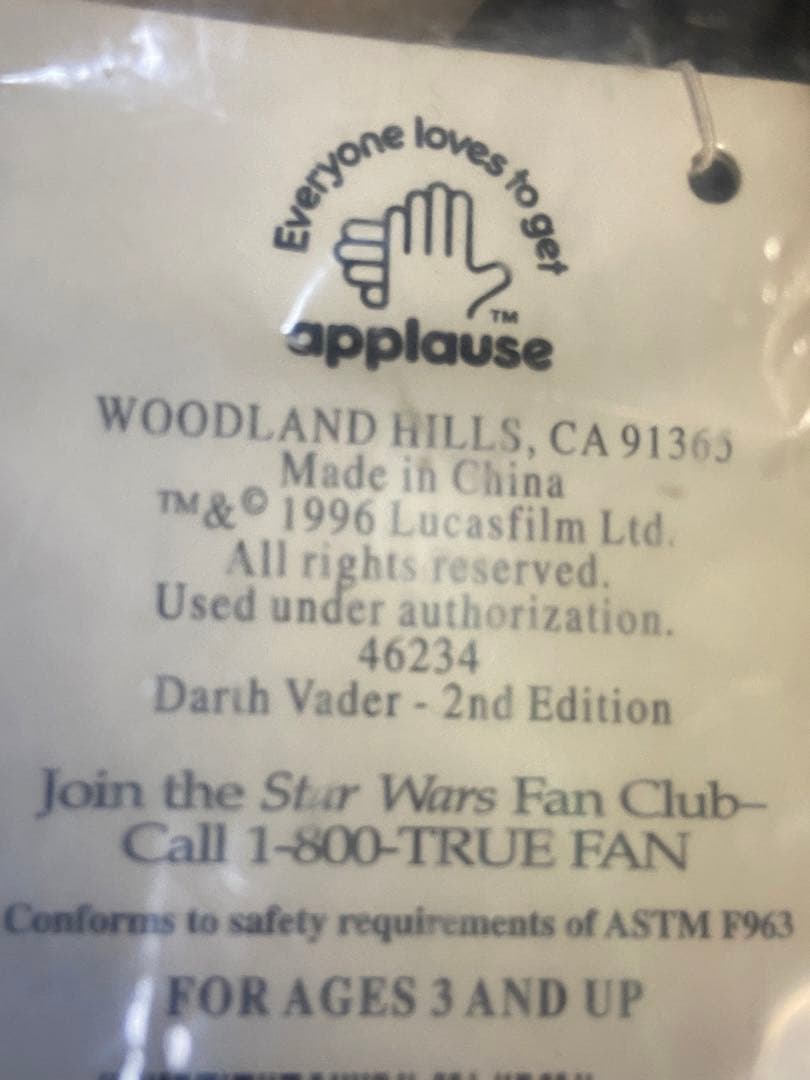 Everyone loves to get
applause™
WOODLAND HILLS, CA 91365
Made in China
™&© 1996 Lucasfilm Ltd.
All rights reserved.
Used under authorization.
46234
Darth Vader - 2nd Edition
Join the Star Wars Fan Club–
Call 1-800-TRUE FAN
Conforms to safety requirements of ASTM F963
FOR AGES 3 AND UP